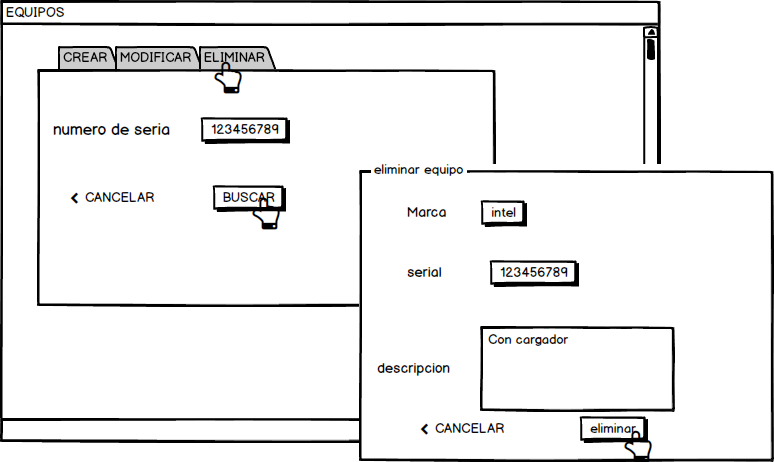 EQUIPOS
CREAR MODIFICAR ELIMINAR
numero de seria 123456789
CANCELAR BUSCAR
eliminar equipo
Marca intel
serial 123456789
Con cargador
descripcion
CANCELAR eliminar